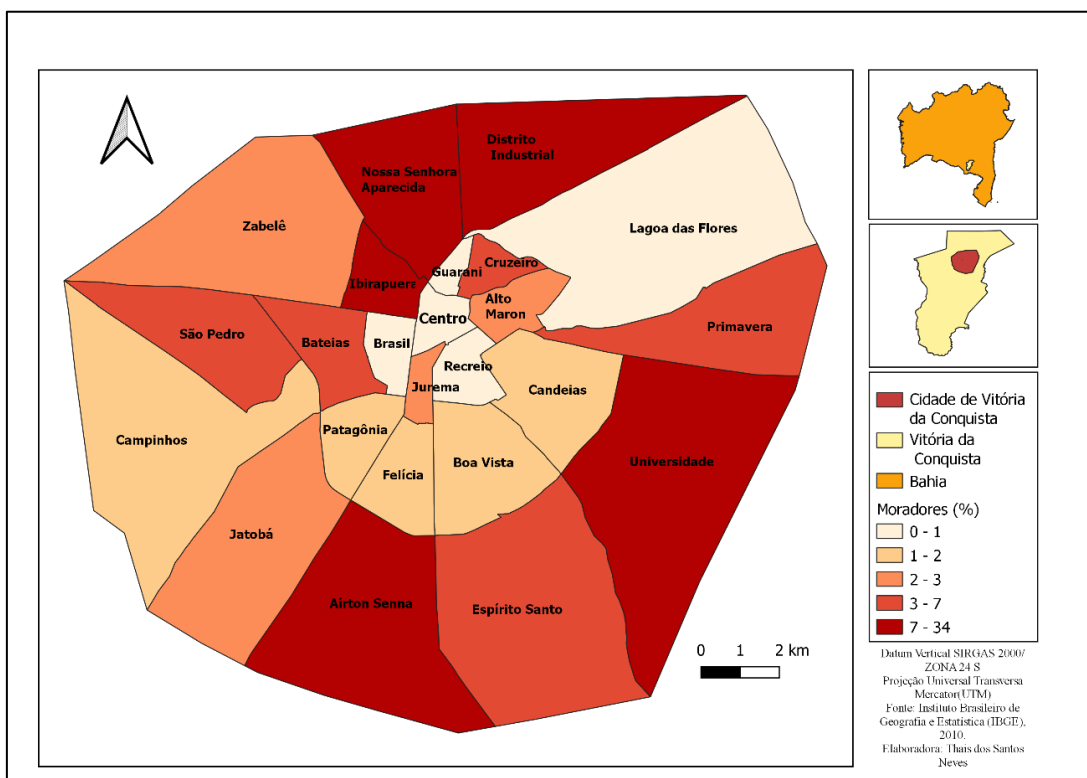 Distrito
Industrial
Nossa Senhora
Aparecida
Zabelê
Lagoa das Flores
Guarani
Cruzeiro
Ibirapuera
Alto
Maron
Centro
Primavera
São Pedro
Bateias
Brasil
Recreio
Jurema
Candeias
Campinhos
Patagônia
Boa Vista
Universidade
Felícia
Jatobá
Airton Senna
Espírito Santo
0 1 2 km
Cidade de Vitória
da Conquista
Vitória da
Conquista
Bahia
Moradores (%)
0 - 1
1 - 2
2 - 3
3 - 7
7 - 34
Datum Vertical SIRGAS 2000/
ZONA 24 S
Projeção Universal Transversa
Mercator(UTM)
Fonte: Instituto Brasileiro de
Geografia e Estatística (IBGE),
2010.
Elaboradora: Thais dos Santos
Neves